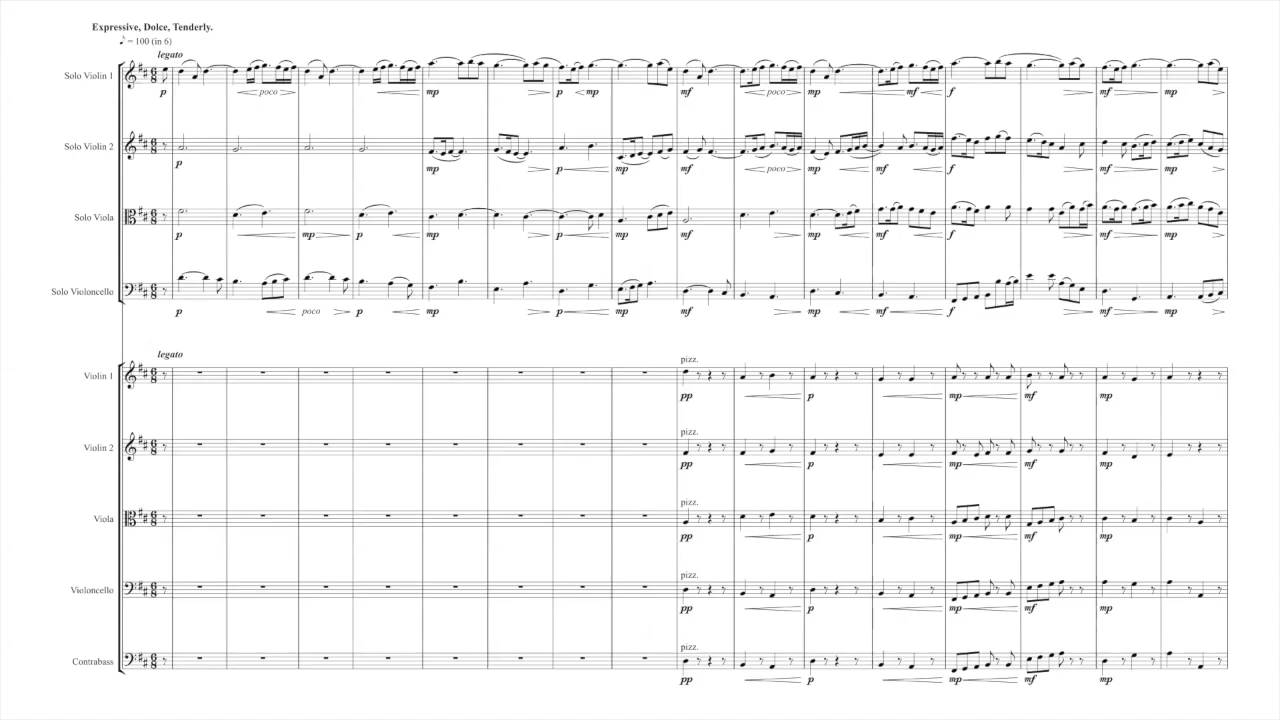 Expressive, Dolce, Tenderly.
♪ = 100 (in 6)
legato
Solo Violin 1
p poco mp p mp mf poco mp mf f mf mp
Solo Violin 2
p mp p mp mf poco mp mf f mf mp
Solo Viola
p mp p mp p mp mf mp mf f mf mp
Solo Violoncello
p poco p mp p mp mf mp mf f mf mp
legato
pizz.
Violin 1
pp p mp mf mp
pizz.
Violin 2
pp p mp mf mp
pizz.
Viola
pp p mp mf mp
pizz.
Violoncello
pp p mp mf mp
pizz.
Contrabass
pp p mp mf mp